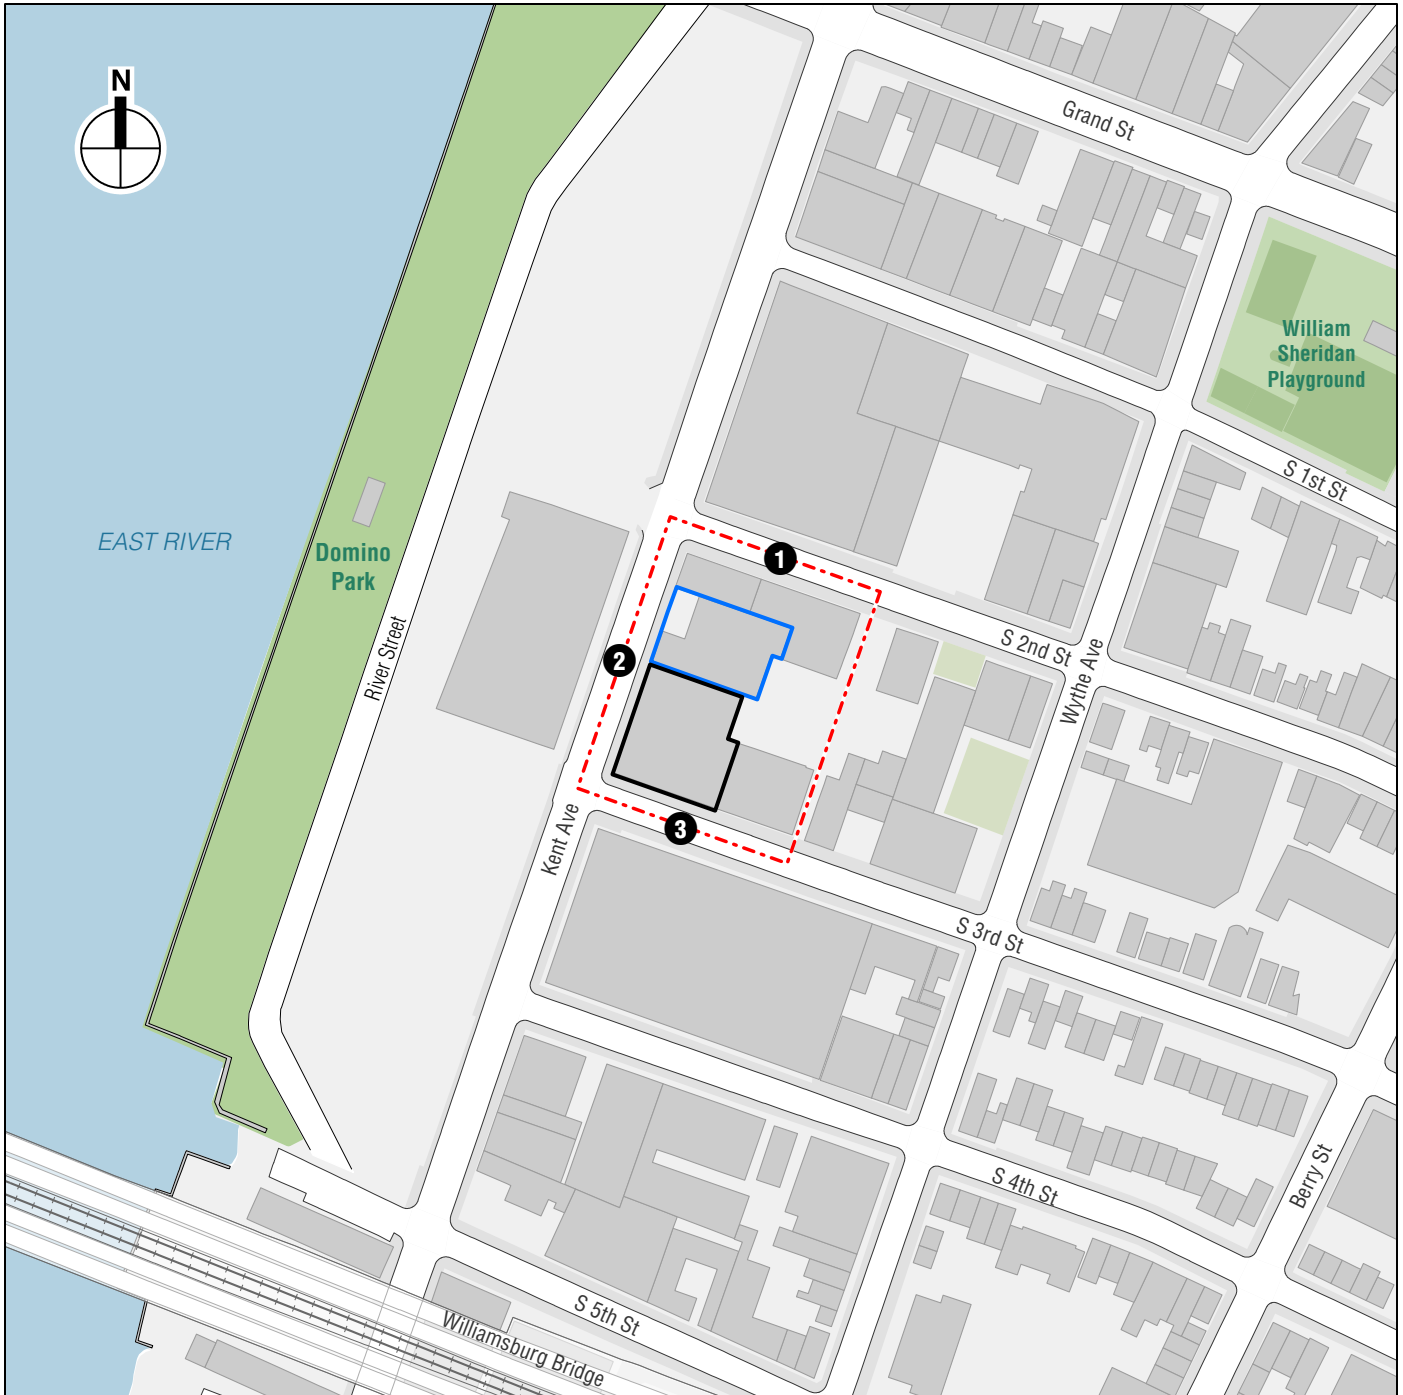 N
Grand St
William
Sheridan
Playground
S 1st St
EAST RIVER
Domino
Park
1
S 2nd St
2
River Street
Wythe Ave
3
Kent Ave
S 3rd St
S 4th St
Berry St
S 5th St
Williamsburg Bridge